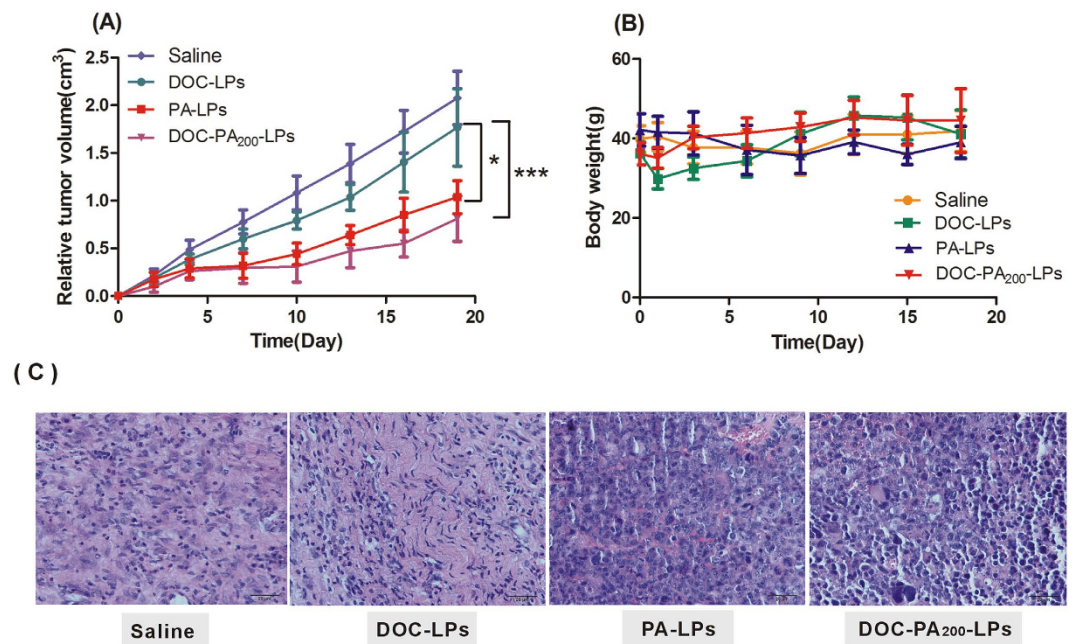 (A)
Relative tumor volume(cm³)
2.5
2.0
1.5
1.0
0.5
0.0
0
5
10
15
20
Time(Day)
Saline
DOC-LPs
PA-LPs
DOC-PA₂₀₀-LPs
*
***
(B)
Body weight(g)
60
40
20
0
0
5
10
15
20
Time(Day)
Saline
DOC-LPs
PA-LPs
DOC-PA₂₀₀-LPs
( C )
Saline
DOC-LPs
PA-LPs
DOC-PA₂₀₀-LPs